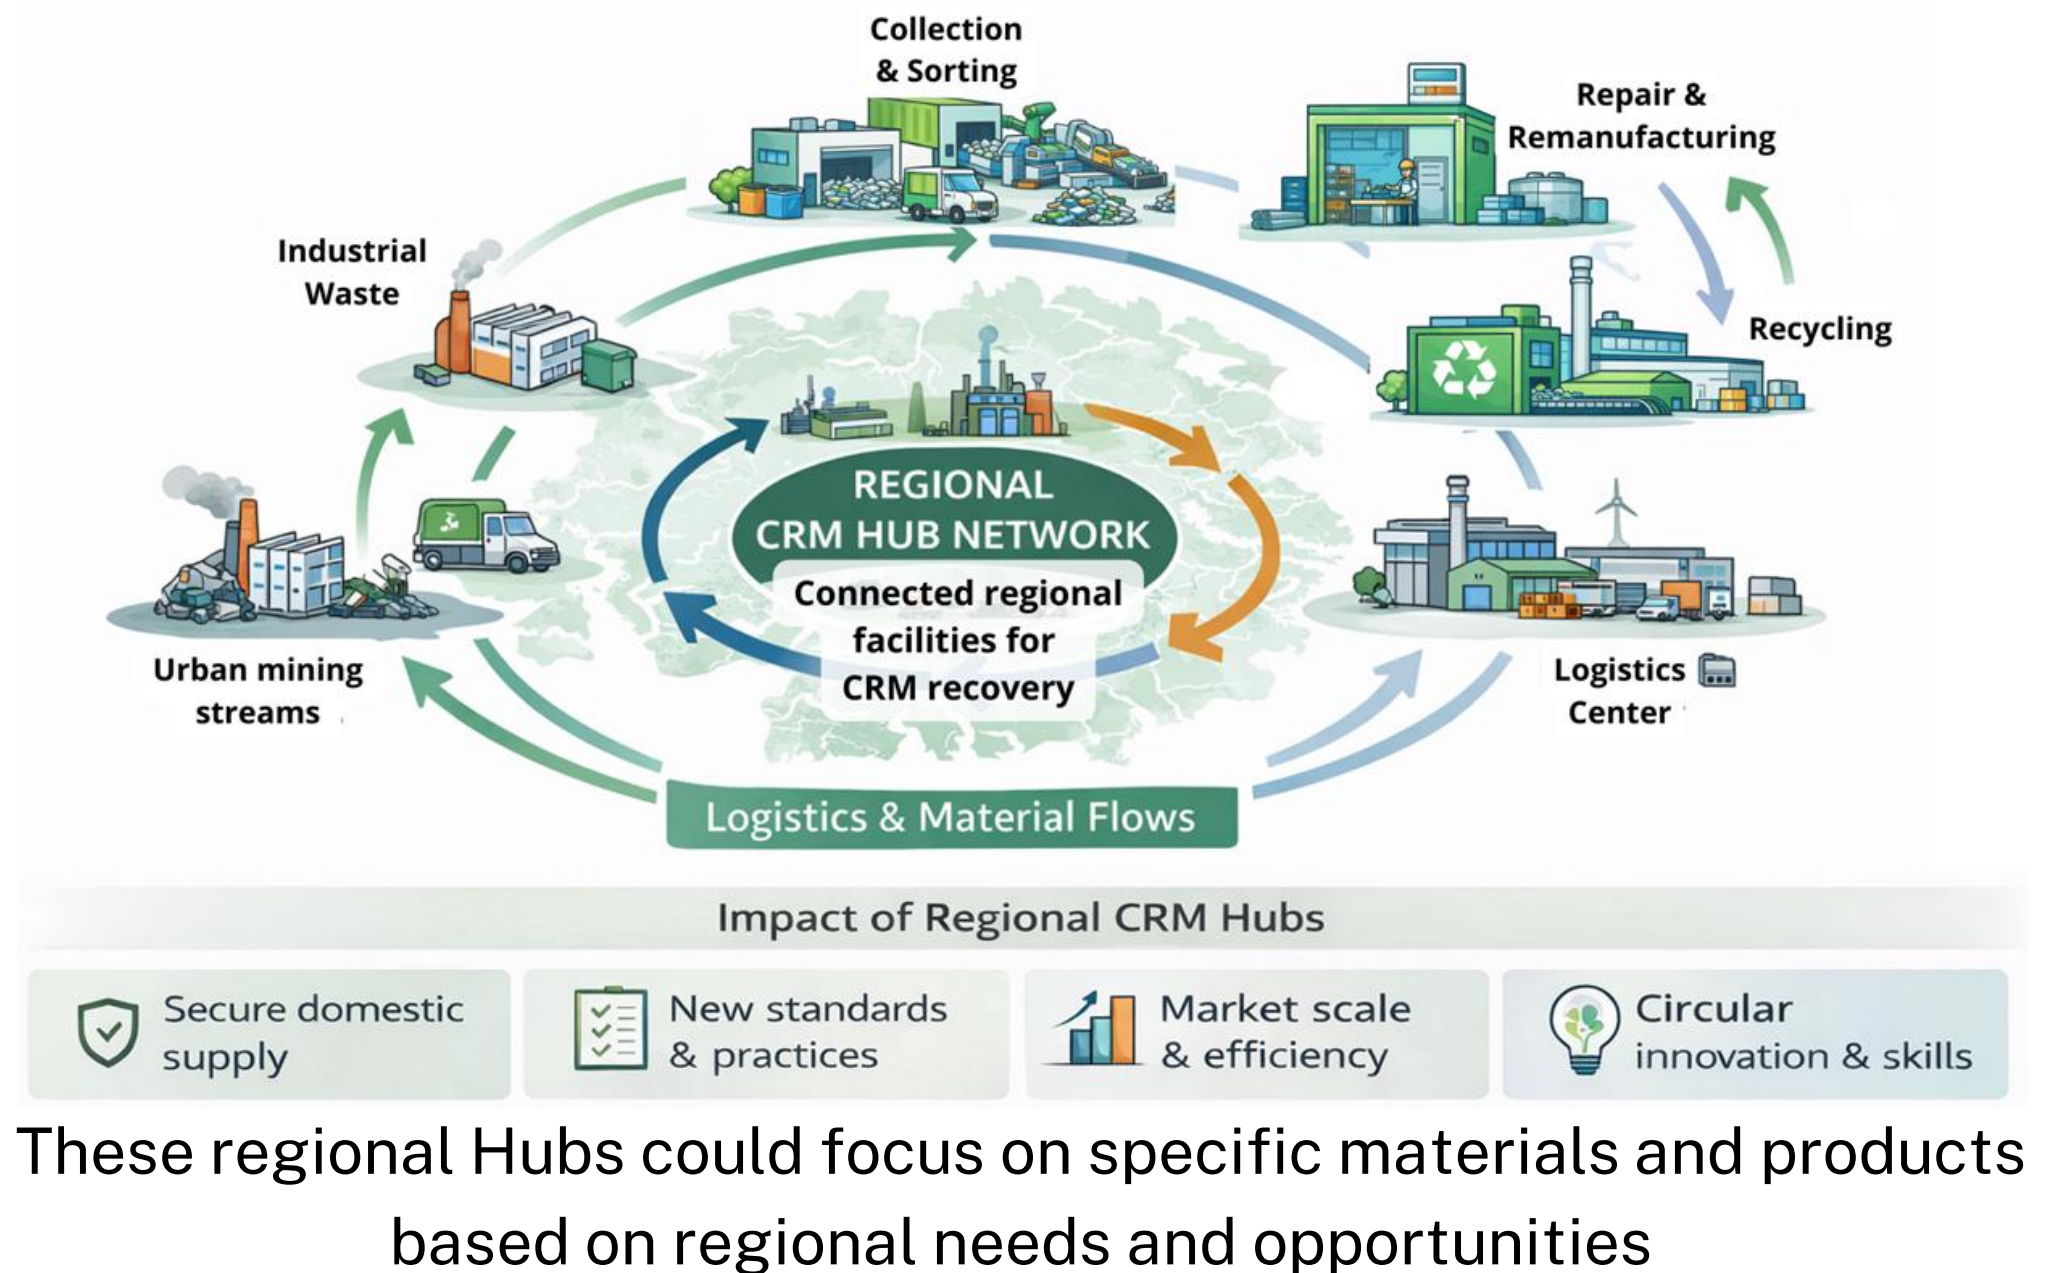 Collection
& Sorting
Repair &
Remanufacturing
Industrial
Waste
Recycling
REGIONAL
CRM HUB NETWORK
Connected regional
facilities for
CRM recovery
Urban mining
streams
Logistics
Center
Logistics & Material Flows
Impact of Regional CRM Hubs
Secure domestic
supply
New standards
& practices
Market scale
& efficiency
Circular
innovation & skills
These regional Hubs could focus on specific materials and products
based on regional needs and opportunities